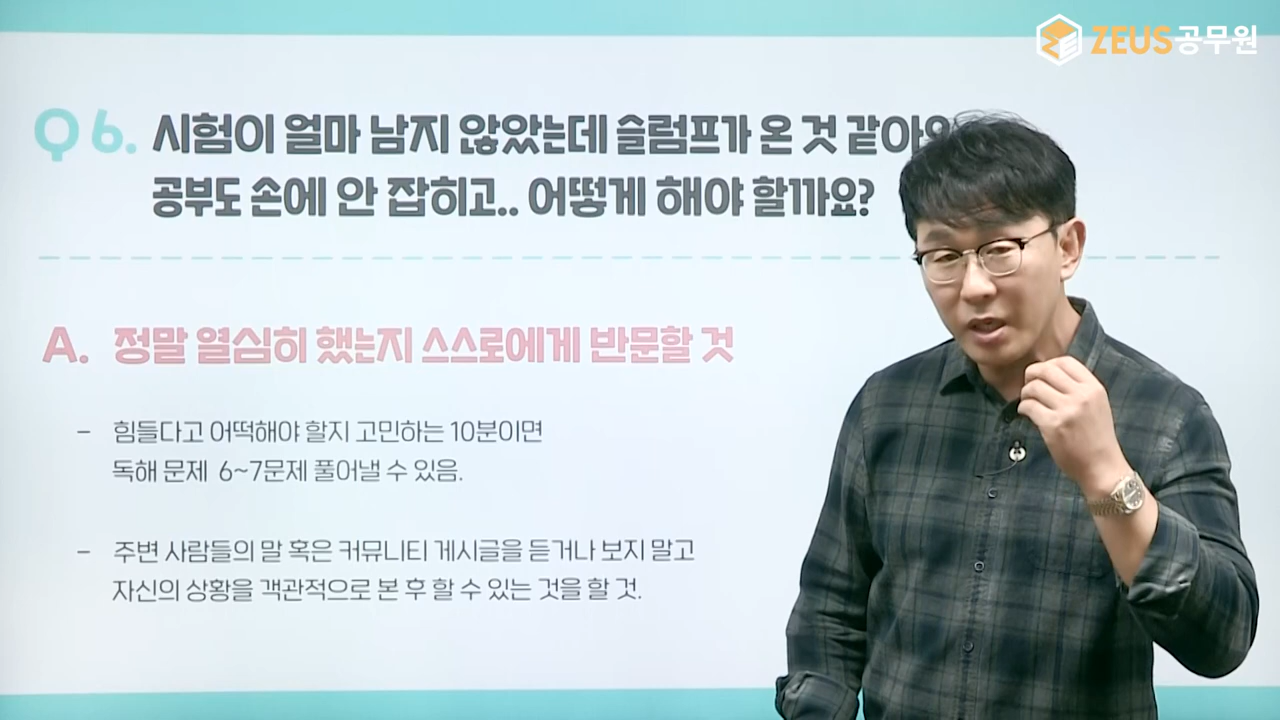 ZEUS공무원
Q 6. 시험이 얼마 남지 않았는데 슬럼프가 온 것 같아
공부도 손에 안 잡히고.. 어떻게 해야 할까요?
A. 정말 열심히 했는지 스스로에게 반문할 것
- 힘들다고 어떡해야 할지 고민하는 10분이면
독해 문제 6~7문제 풀어낼 수 있음.
- 주변 사람들의 말 혹은 커뮤니티 게시글을 듣거나 보지 말고
자신의 상황을 객관적으로 본 후 할 수 있는 것을 할 것.